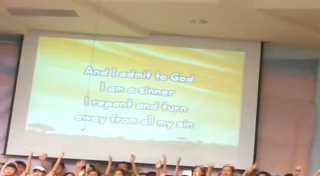 And I admit to God
I am a sinner
I repent and turn
away from all my sin